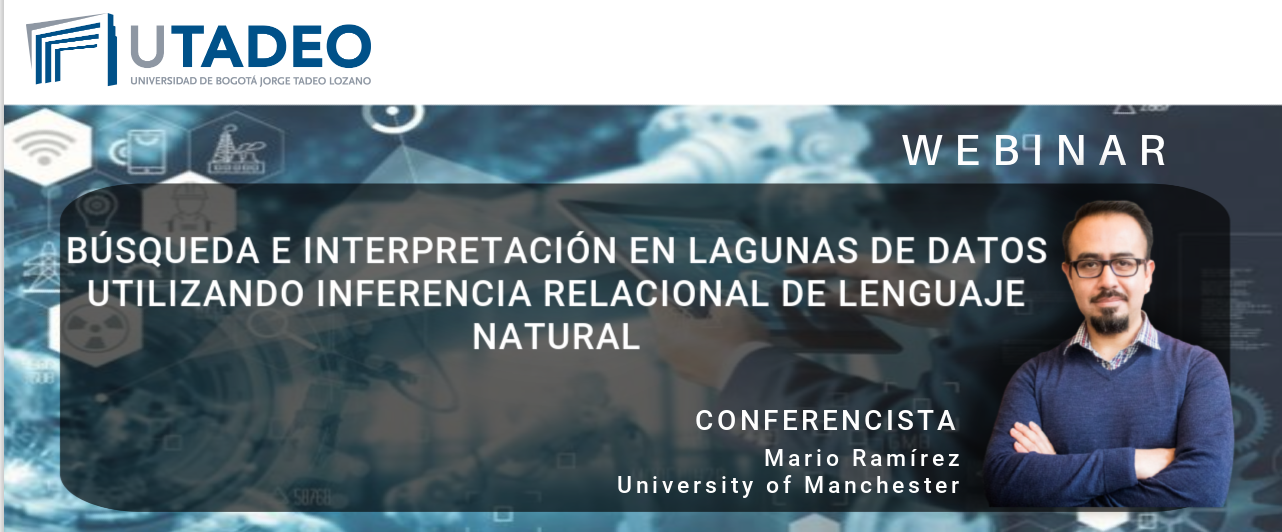 UTADEO
UNIVERSIDAD DE BOGOTÁ JORGE TADEO LOZANO
WEBINAR
BÚSQUEDA E INTERPRETACIÓN EN LAGUNAS DE DATOS
UTILIZANDO INFERENCIA RELACIONAL DE LENGUAJE
NATURAL
CONFERENCISTA
Mario Ramírez
University of Manchester